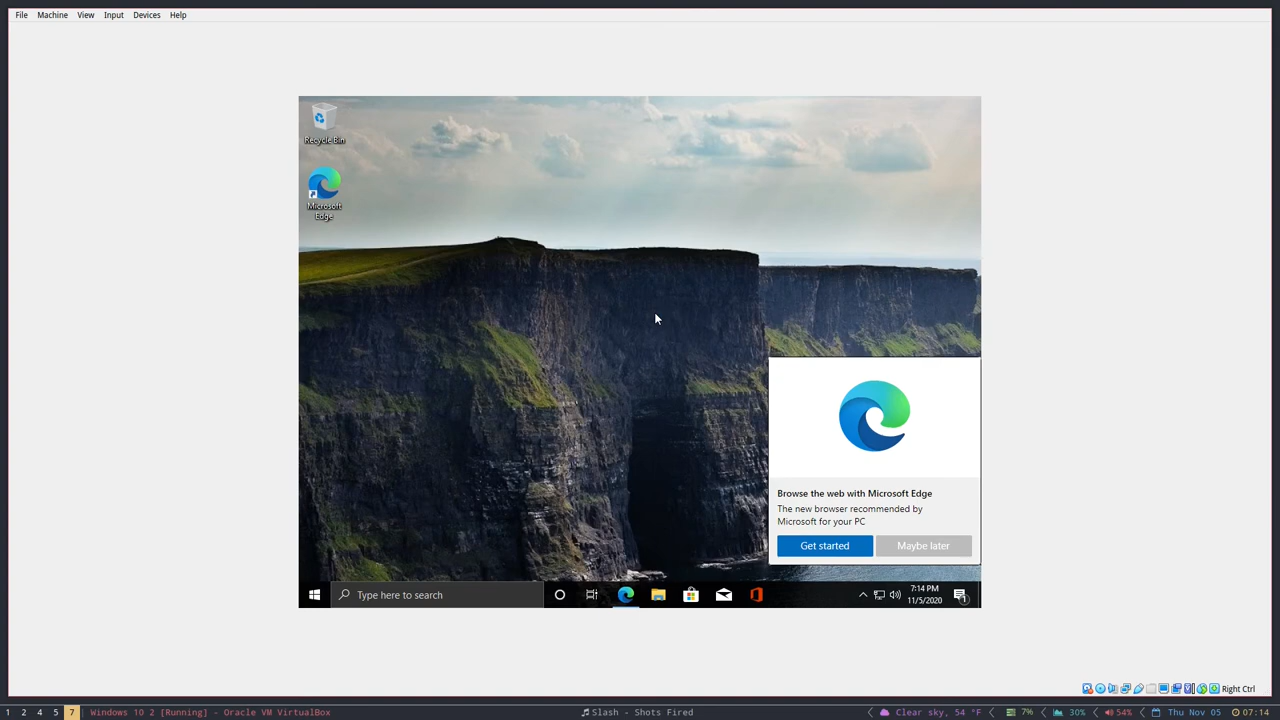 File Machine View Input Devices Help
Recycle Bin
Microsoft
Edge
Browse the web with Microsoft Edge
The new browser recommended by
Microsoft for your PC
Get started Maybe later
Type here to search
7:14 PM
11/5/2020
1
Right Ctrl
1 2 4 5 7 Windows 10 2 [Running] - Oracle VM VirtualBox Slash - Shots Fired Clear sky, 54 °F 7% 30% 54% Thu Nov 05 07:14